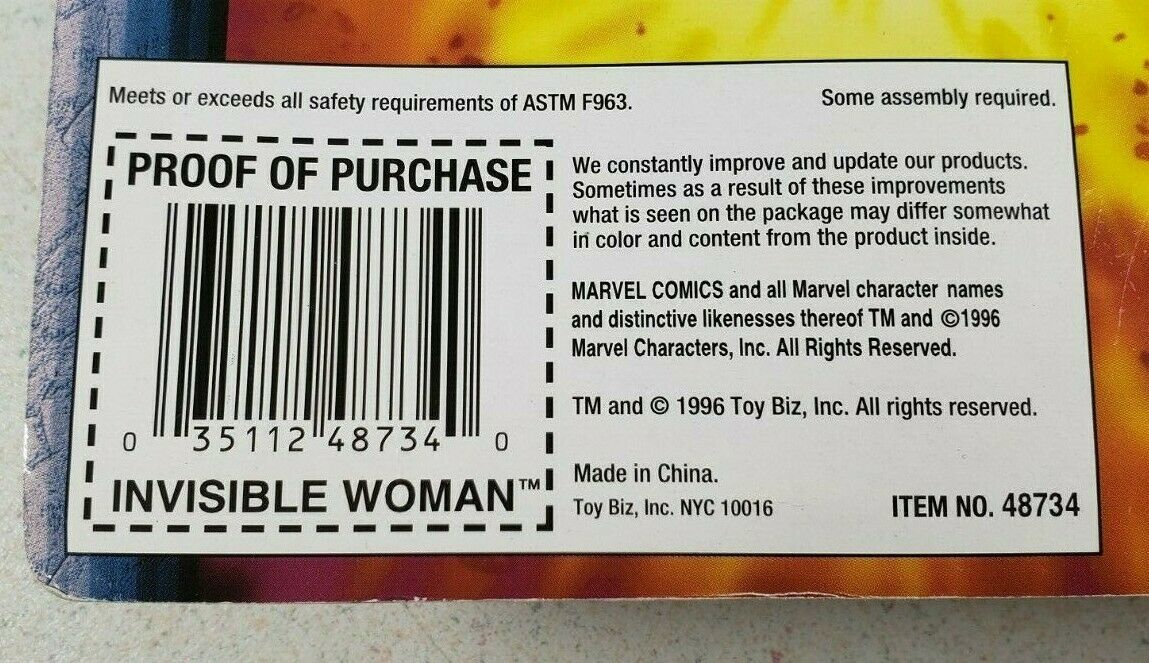 Meets or exceeds all safety requirements of ASTM F963.
Some assembly required.
PROOF OF PURCHASE
0 35112 48734 0
INVISIBLE WOMAN™
We constantly improve and update our products.
Sometimes as a result of these improvements
what is seen on the package may differ somewhat
in color and content from the product inside.
MARVEL COMICS and all Marvel character names
and distinctive likenesses thereof TM and ©1996
Marvel Characters, Inc. All Rights Reserved.
TM and © 1996 Toy Biz, Inc. All rights reserved.
Made in China.
Toy Biz, Inc. NYC 10016
ITEM NO. 48734